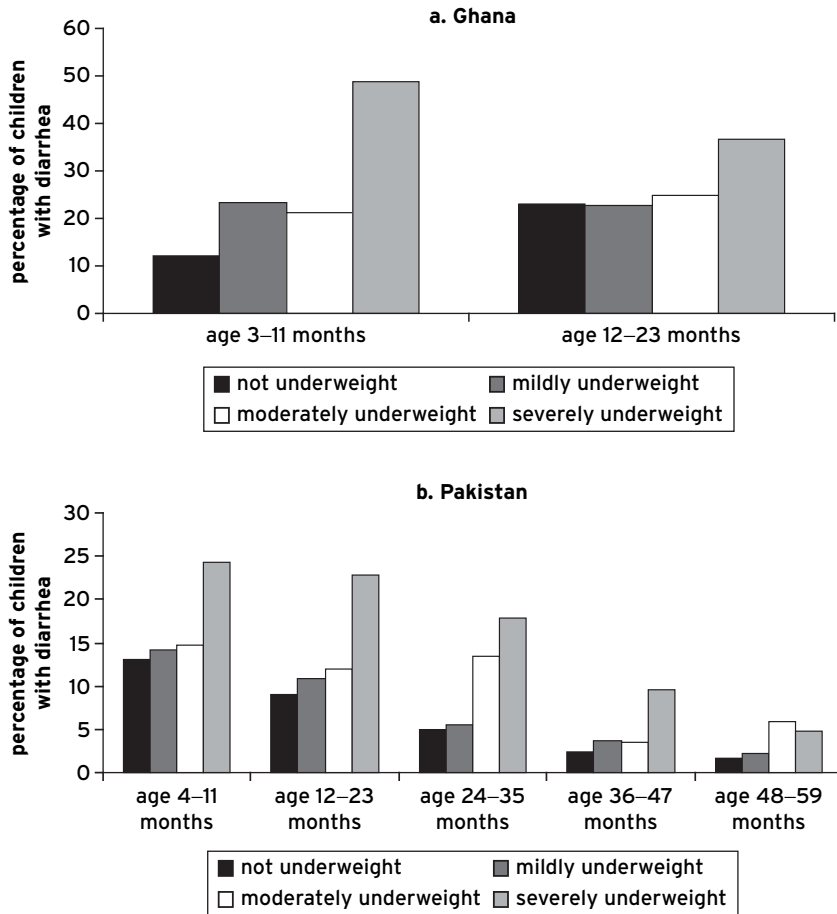 a. Ghana
percentage of children
with diarrhea
60
50
40
30
20
10
0
age 3–11 months
age 12–23 months
not underweight
mildly underweight
moderately underweight
severely underweight
b. Pakistan
percentage of children
with diarrhea
30
25
20
15
10
5
0
age 4–11
months
age 12–23
months
age 24–35
months
age 36–47
months
age 48–59
months
not underweight
mildly underweight
moderately underweight
severely underweight